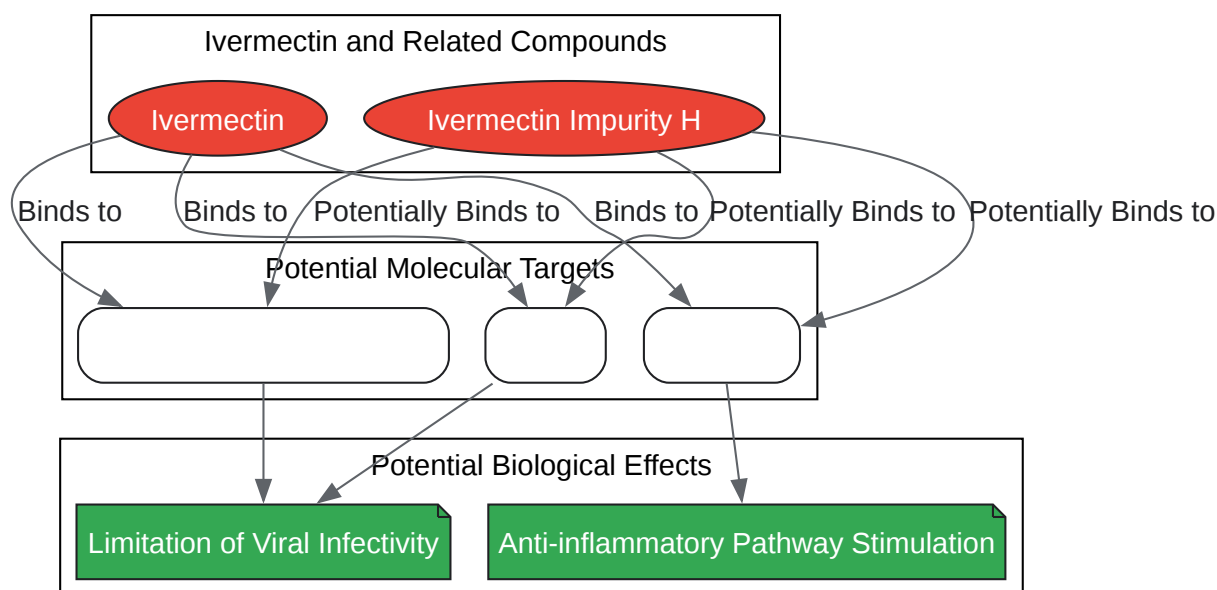 Ivermectin and Related Compounds
Ivermectin
Ivermectin Impurity H
Binds to
Binds to
Potentially Binds to
Binds to
Potentially Binds to
Potentially Binds to
Potential Molecular Targets
Potential Biological Effects
Limitation of Viral Infectivity
Anti-inflammatory Pathway Stimulation